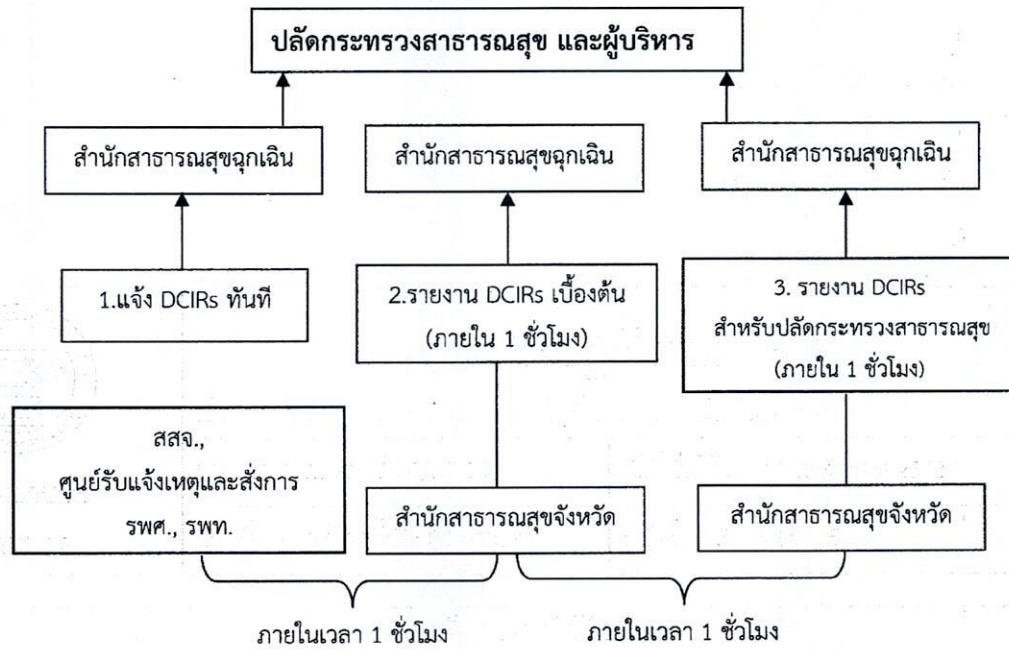 ปลัดกระทรวงสาธารณสุข และผู้บริหาร
สำนักสาธารณสุขฉุกเฉิน
สำนักสาธารณสุขฉุกเฉิน
สำนักสาธารณสุขฉุกเฉิน
1.แจ้ง DCIRs ทันที
2.รายงาน DCIRs เบื้องต้น
(ภายใน 1 ชั่วโมง)
3. รายงาน DCIRs
สำหรับปลัดกระทรวงสาธารณสุข
(ภายใน 1 ชั่วโมง)
สสจ.,
ศูนย์รับแจ้งเหตุและสั่งการ
รพศ., รพท.
สำนักสาธารณสุขจังหวัด
สำนักสาธารณสุขจังหวัด
ภายในเวลา 1 ชั่วโมง
ภายในเวลา 1 ชั่วโมง